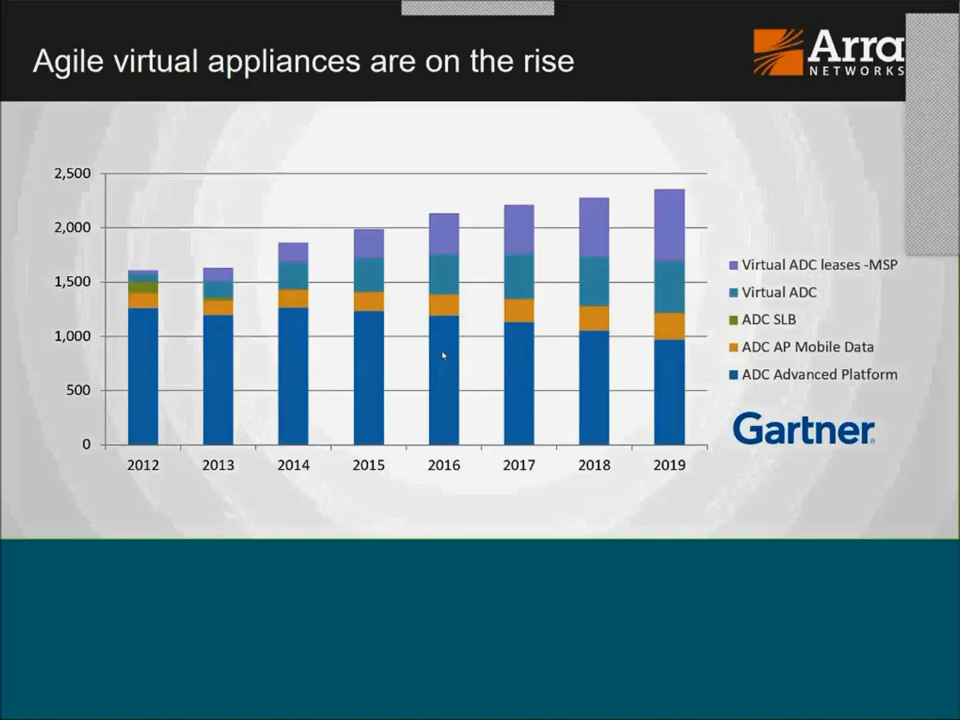 Agile virtual appliances are on the rise
Arra
NETWORKS
2,500
2,000
1,500
1,000
500
0
2012 2013 2014 2015 2016 2017 2018 2019
Virtual ADC leases -MSP
Virtual ADC
ADC SLB
ADC AP Mobile Data
ADC Advanced Platform
Gartner